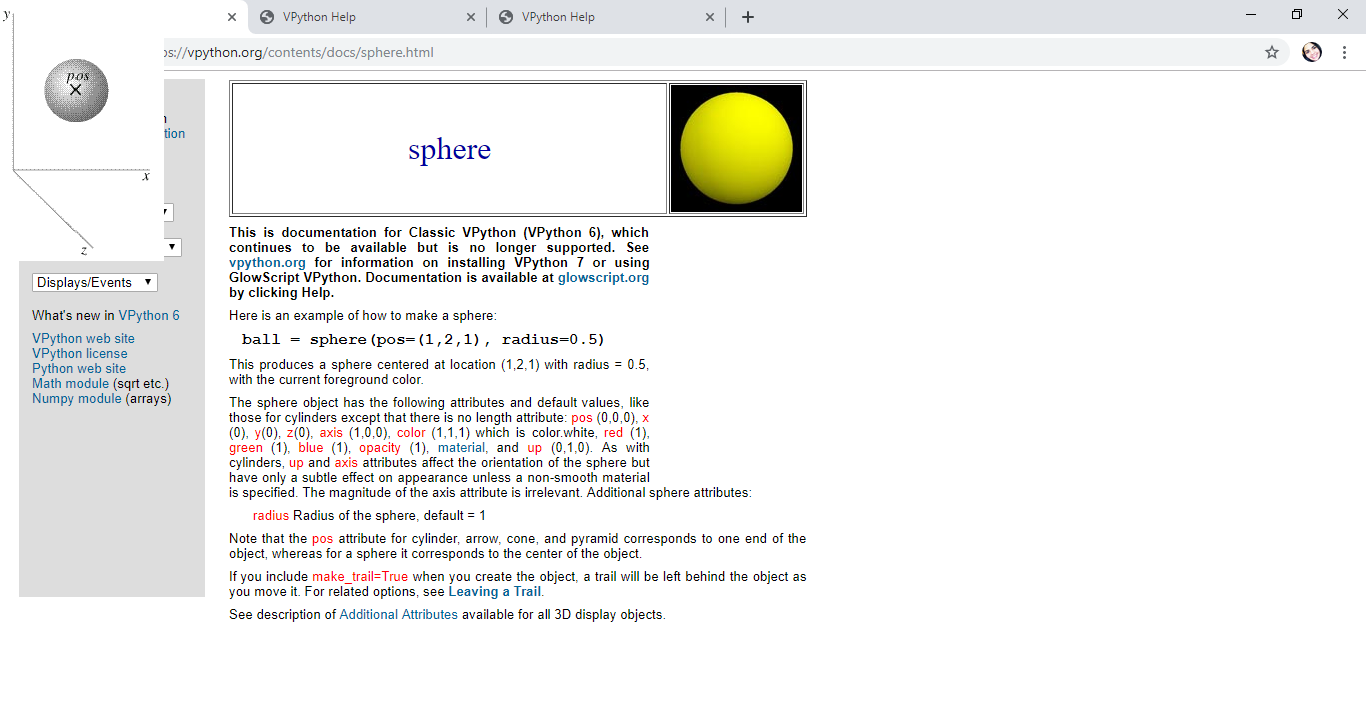 y
pos
x
z
VPython Help
VPython Help
os://vpython.org/contents/docs/sphere.html
tion
Displays/Events
What's new in VPython 6
VPython web site
VPython license
Python web site
Math module (sqrt etc.)
Numpy module (arrays)
sphere
This is documentation for Classic VPython (VPython 6), which
continues to be available but is no longer supported. See
vpython.org for information on installing VPython 7 or using
GlowScript VPython. Documentation is available at glowscript.org
by clicking Help.
Here is an example of how to make a sphere:
ball = sphere(pos=(1,2,1), radius=0.5)
This produces a sphere centered at location (1,2,1) with radius = 0.5,
with the current foreground color.
The sphere object has the following attributes and default values, like
those for cylinders except that there is no length attribute: pos (0,0,0), x
(0), y(0), z(0), axis (1,0,0), color (1,1,1) which is color.white, red (1),
green (1), blue (1), opacity (1), material, and up (0,1,0). As with
cylinders, up and axis attributes affect the orientation of the sphere but
have only a subtle effect on appearance unless a non-smooth material
is specified. The magnitude of the axis attribute is irrelevant. Additional sphere attributes:
radius Radius of the sphere, default = 1
Note that the pos attribute for cylinder, arrow, cone, and pyramid corresponds to one end of the
object, whereas for a sphere it corresponds to the center of the object.
If you include make_trail=True when you create the object, a trail will be left behind the object as
you move it. For related options, see Leaving a Trail.
See description of Additional Attributes available for all 3D display objects.